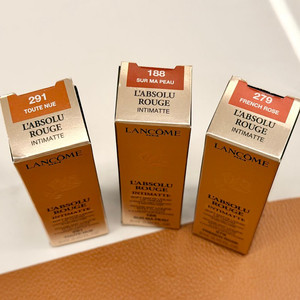 291
TOUTE NUE
L'ABSOLU
ROUGE
INTIMATTE
LANCÔME
L'ABSOLU
ROUGE
INTIMATTE
188
SUR MA PEAU
L'ABSOLU
ROUGE
INTIMATTE
LANCÔME
L'ABSOLU
ROUGE
INTIMATTE
279
FRENCH ROSE
L'ABSOLU
ROUGE
INTIMATTE
LANCÔME
L'ABSOLU
ROUGE
INTIMATTE